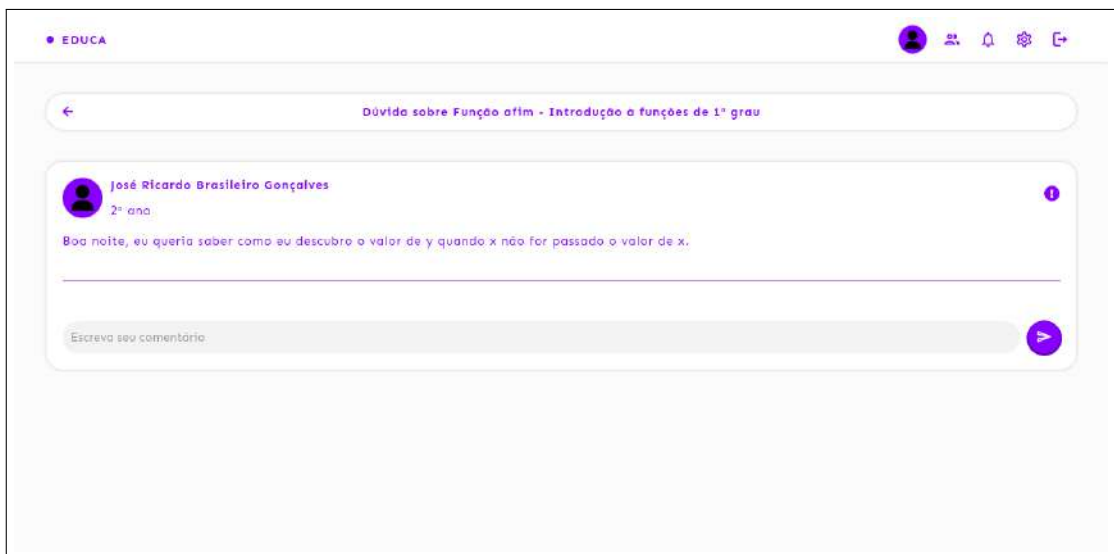 EDUCA
Dúvida sobre Função afim - Introdução à funções de 1° grau
José Ricardo Brasileiro Gonçalves
2° ano
Boa noite, eu queria saber como eu descubro o valor de y quando x não for passado o valor de x.
Escreva seu comentário